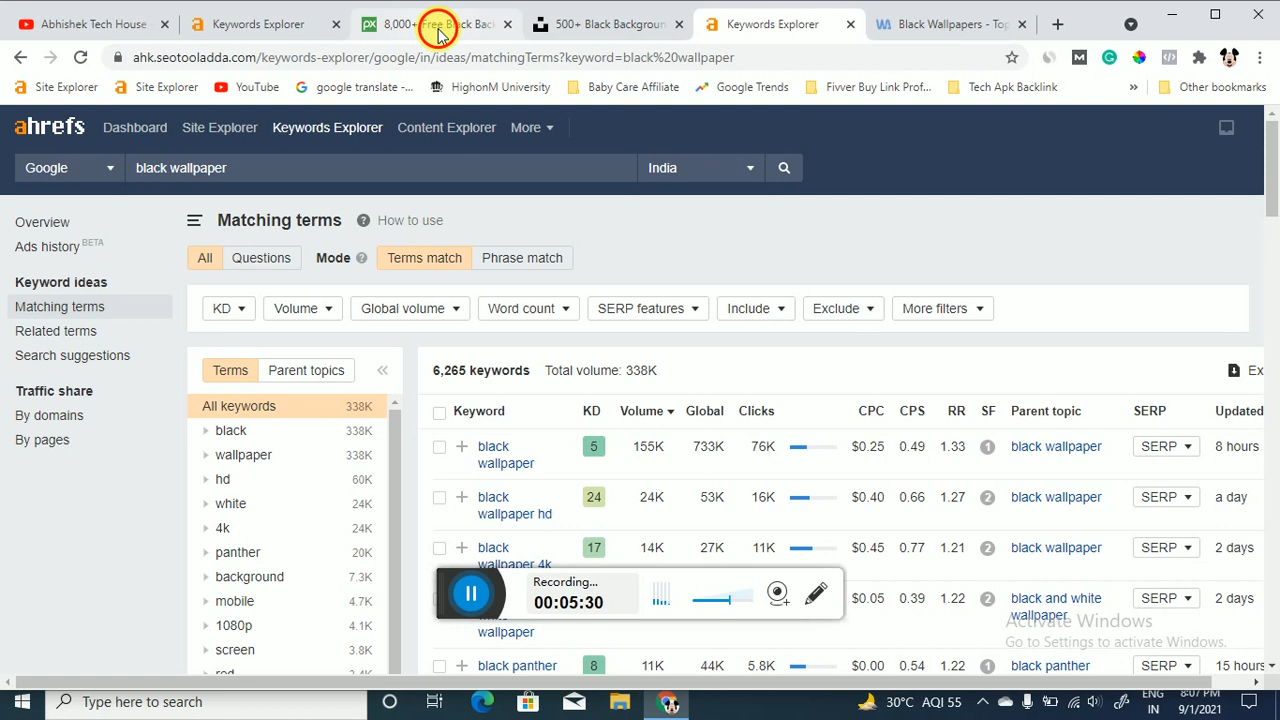 Abhishek Tech House
Keywords Explorer
8,000+ Free Black Bac
500+ Black Backgroun
Keywords Explorer
Black Wallpapers - Top
ahk.seotooladda.com/keywords-explorer/google/in/ideas/matchingTerms?keyword=black%20wallpaper
Site Explorer
Site Explorer
YouTube
google translate -...
HighonM University
Baby Care Affiliate
Google Trends
Fivver Buy Link Prof...
Tech Apk Backlink
»
Other bookmarks
ahrefs
Dashboard
Site Explorer
Keywords Explorer
Content Explorer
More
Google
black wallpaper
India
Overview
Ads history BETA
Keyword ideas
Matching terms
Related terms
Search suggestions
Traffic share
By domains
By pages
Matching terms
? How to use
All
Questions
Mode ?
Terms match
Phrase match
KD
Volume
Global volume
Word count
SERP features
Include
Exclude
More filters
Terms
Parent topics
«
All keywords 338K
black 338K
wallpaper 338K
hd 60K
white 24K
4k 24K
panther 20K
background 7.3K
mobile 4.7K
1080p 4.1K
screen 3.8K
red 3.4K
6,265 keywords Total volume: 338K
Ex
Keyword KD Volume Global Clicks CPC CPS RR SF Parent topic SERP Updated
black wallpaper 5 155K 733K 76K $0.25 0.49 1.33 1 black wallpaper SERP 8 hours
black wallpaper hd 24 24K 53K 16K $0.40 0.66 1.27 2 black wallpaper SERP a day
black wallpaper 4k 17 14K 27K 11K $0.45 0.77 1.21 2 black wallpaper SERP 2 days
wallpaper $0.05 0.39 1.22 2 black and white wallpaper SERP 2 days
black panther 8 11K 44K 5.8K $0.00 0.54 1.22 1 black panther SERP 15 hours
Recording...
00:05:30
Activate Windows
Go to Settings to activate Windows.
Type here to search
30°C AQI 55
ENG
IN
8:07 PM
9/1/2021